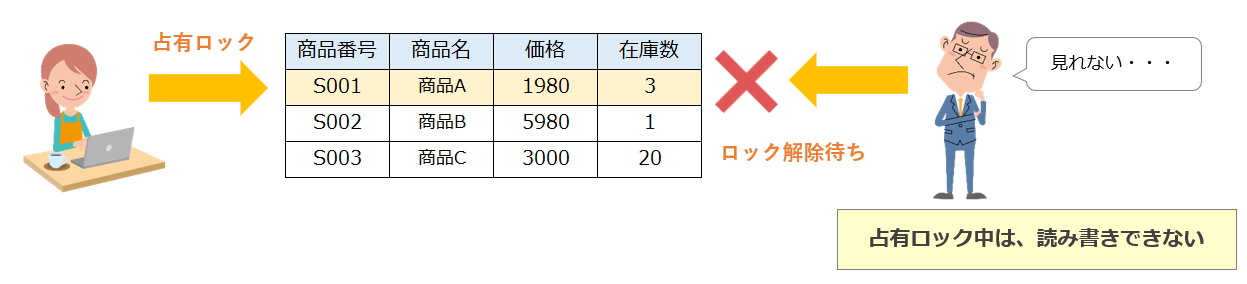 占有ロック
商品番号 商品名 価格 在庫数
S001 商品A 1980 3
S002 商品B 5980 1
S003 商品C 3000 20
ロック解除待ち
見れない・・・
占有ロック中は、読み書きできない